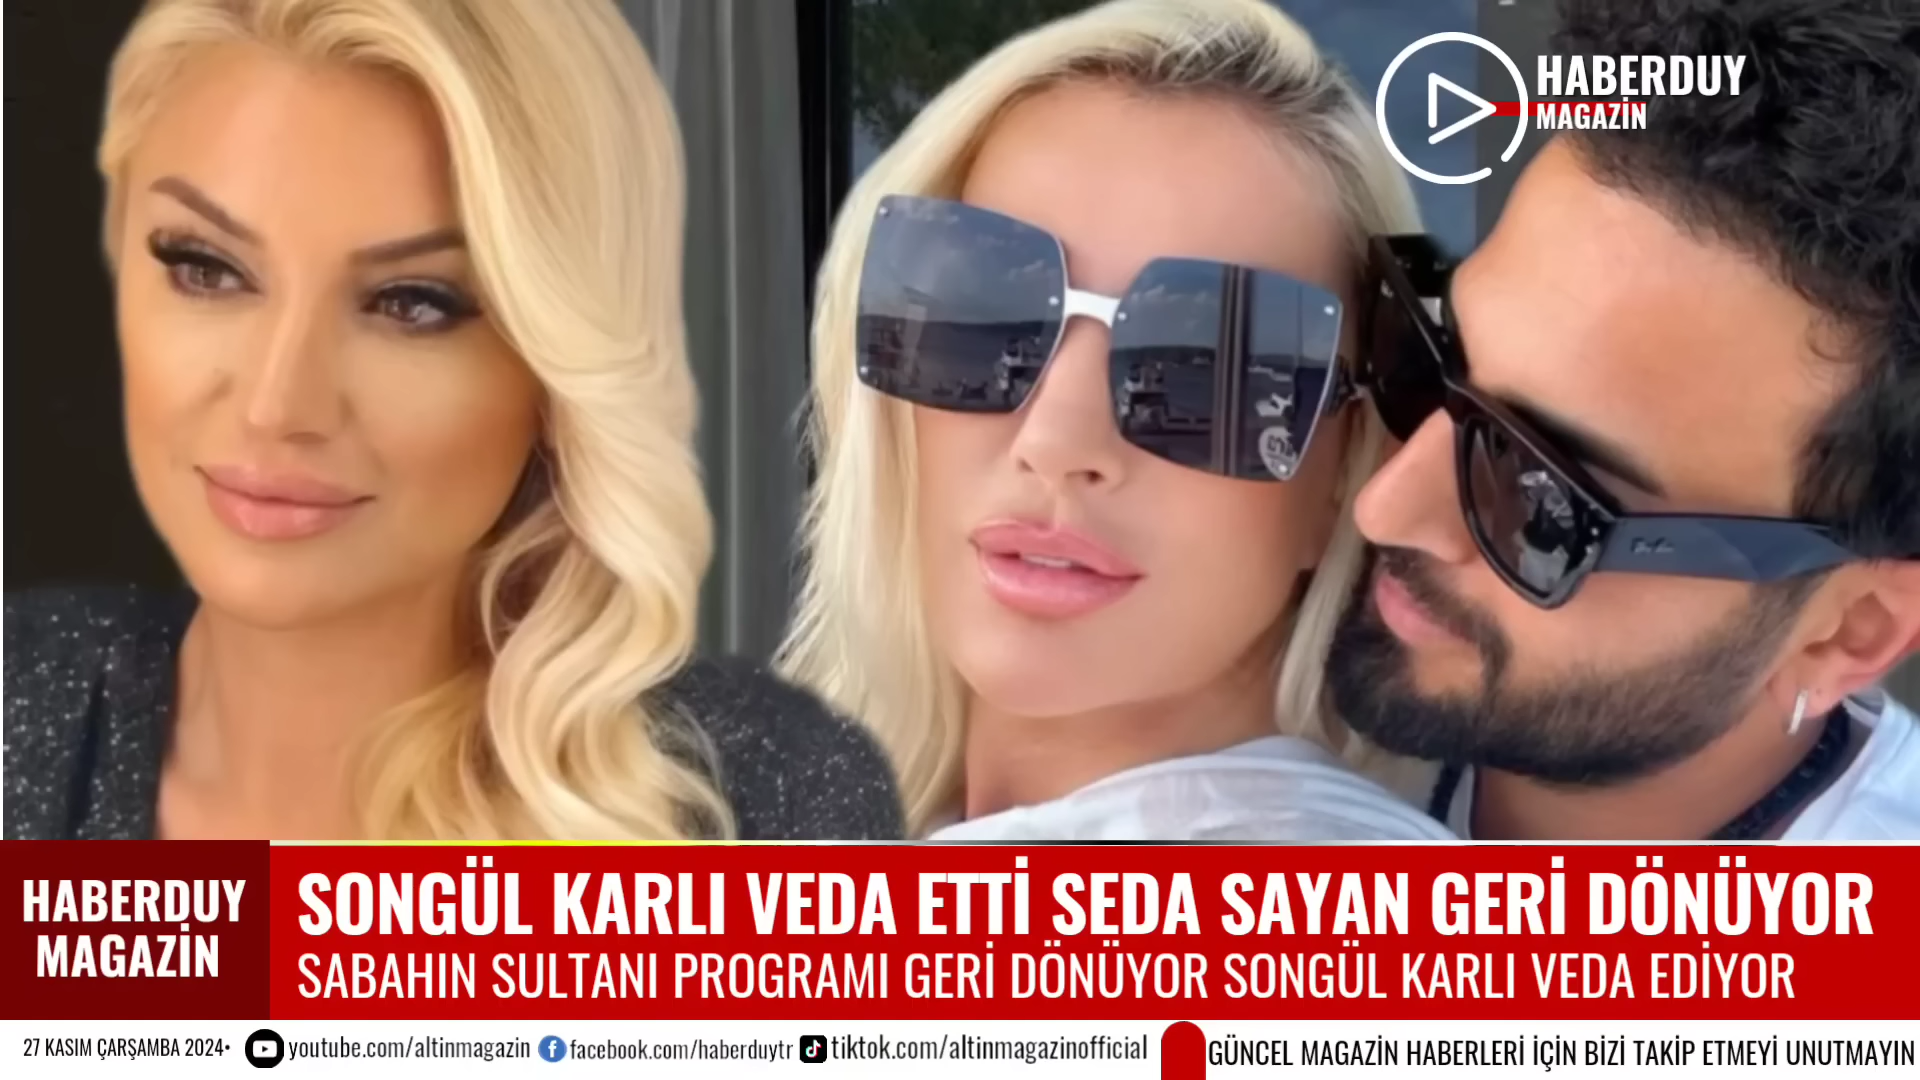 HABERDUY
MAGAZİN
HABERDUY
MAGAZİN
SONGÜL KARLI VEDA ETTİ SEDA SAYAN GERİ DÖNÜYOR
SABAHIN SULTANI PROGRAMI GERİ DÖNÜYOR SONGÜL KARLI VEDA EDİYOR
27 KASIM ÇARŞAMBA 2024• youtube.com/altinmagazin facebook.com/haberduytr tiktok.com/altinmagazinofficial GÜNCEL MAGAZİN HABERLERİ İÇİN BİZİ TAKİP ETMEYİ UNUTMAYIN